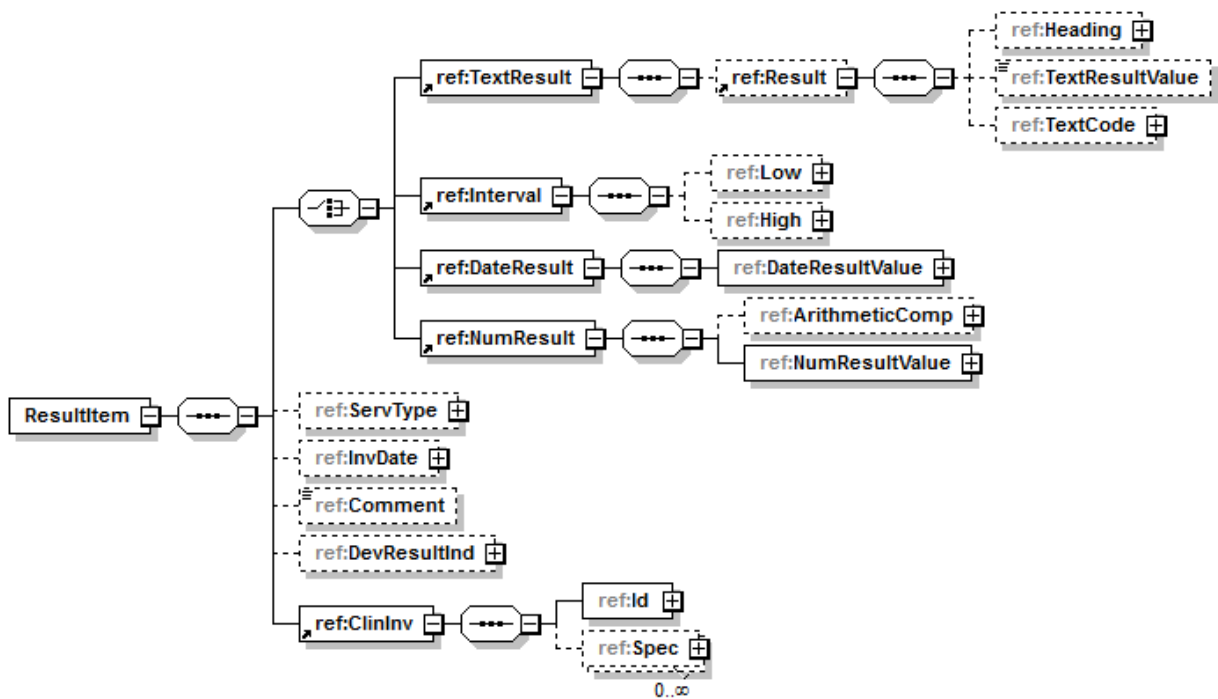 ref:Heading
ref:TextResult
ref:Result
ref:TextResultValue
ref:TextCode
ref:Interval
ref:Low
ref:High
ref:DateResult
ref:DateResultValue
ref:NumResult
ref:ArithmeticComp
ref:NumResultValue
ResultItem
ref:ServType
ref:InvDate
ref:Comment
ref:DevResultInd
ref:ClinInv
ref:Id
ref:Spec
0..∞